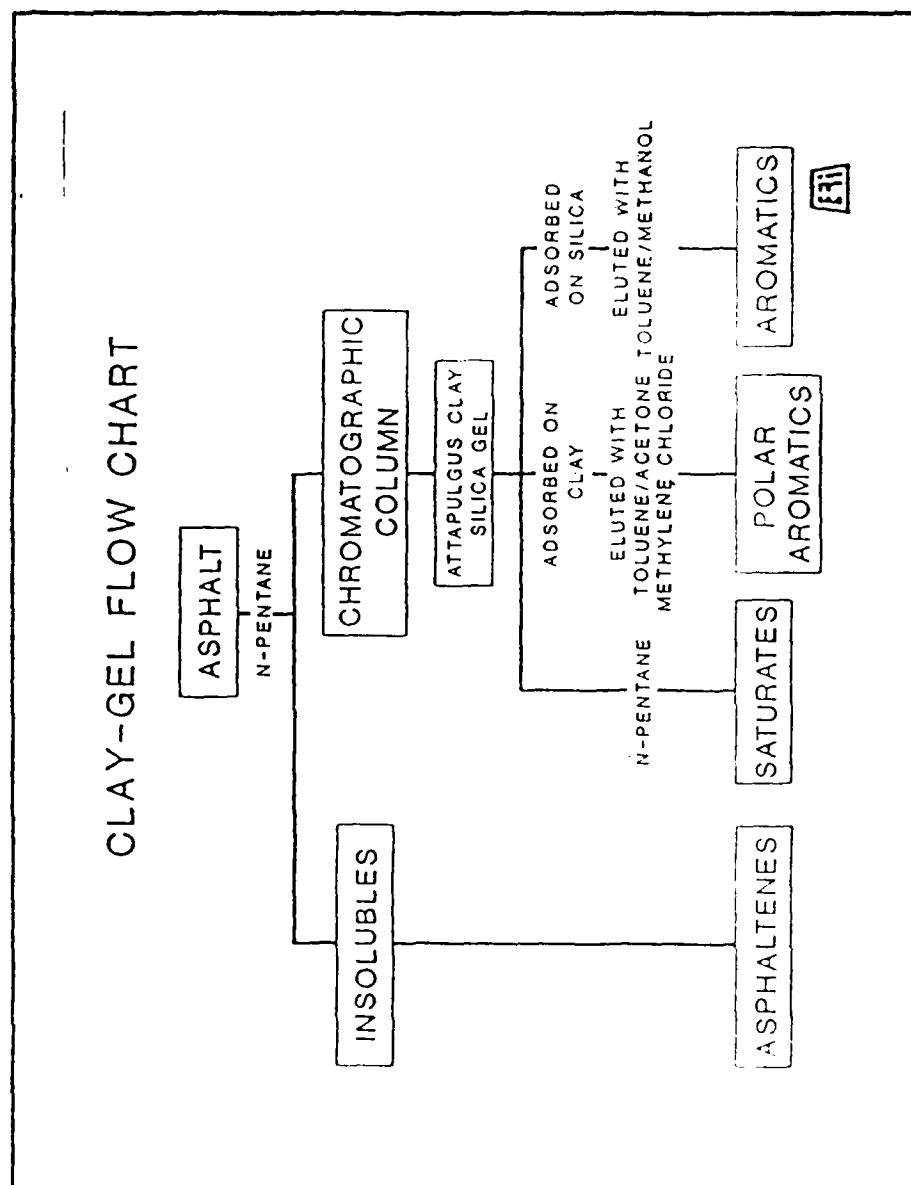 CLAY-GEL FLOW CHART
ASPHALT
N-PENTANE
INSOLUBLES
CHROMATOGRAPHIC
COLUMN
ATTAPULGUS CLAY
SILICA GEL
ADSORBED ON
CLAY
ADSORBED
ON SILICA
N-PENTANE
ELUTED WITH
TOLUENE/ACETONE
METHYLENE CHLORIDE
ELUTED WITH
TOLUENE/METHANOL
ASPHALTENES
SATURATES
POLAR
AROMATICS
AROMATICS